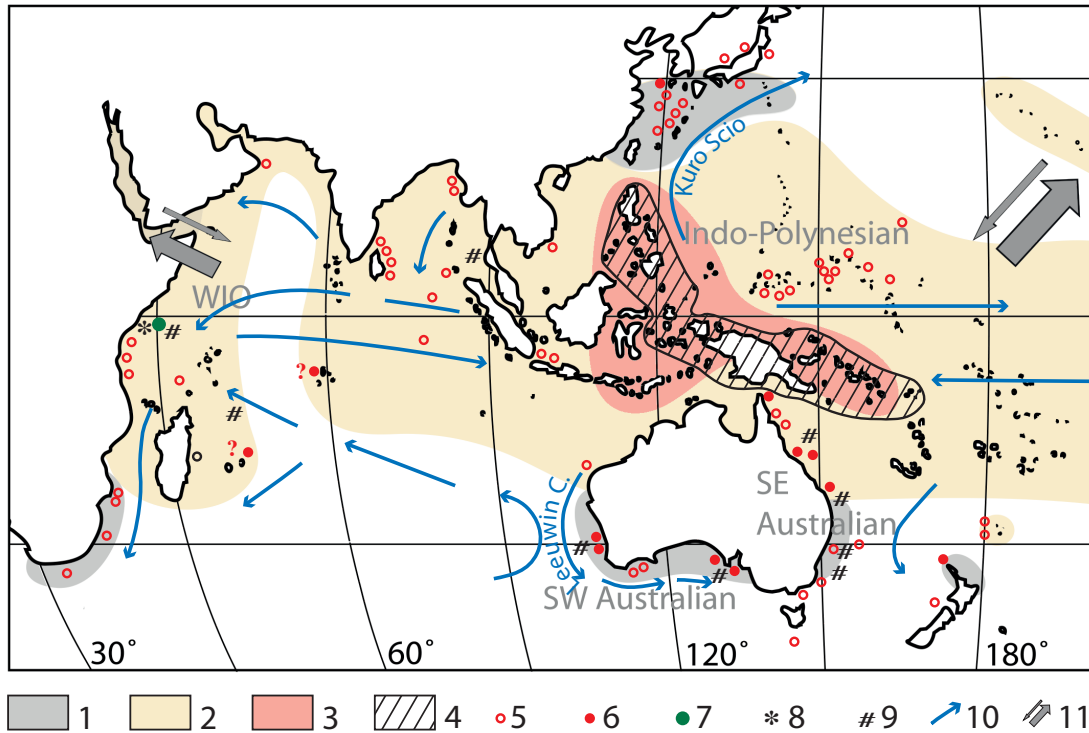 Kuro Scio
Indo-Polynesian
#
WIO
* #
?
#
?
#
SE
#
Australian
Leeuwin C.
#
#
#
#
SW Australian
30° 60° 120° 180°
1 2 3 4 5 6 7 * 8 # 9 10 11